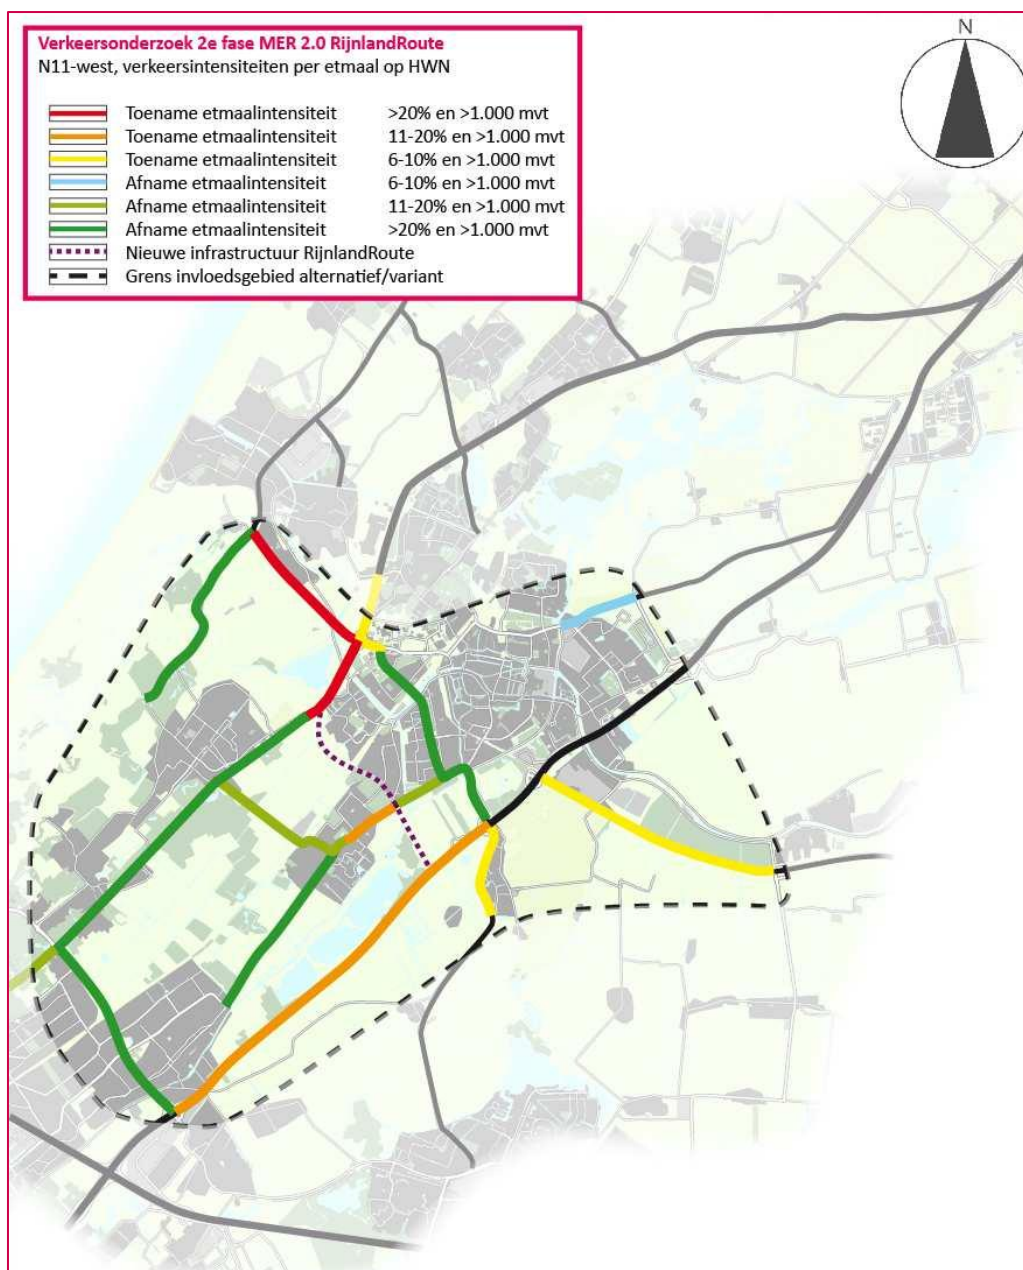 Verkeersonderzoek 2e fase MER 2.0 RijnlandRoute
N11-west, verkeersintensiteiten per etmaal op HWN
Toename etmaalintensiteit >20% en >1.000 mvt
Toename etmaalintensiteit 11-20% en >1.000 mvt
Toename etmaalintensiteit 6-10% en >1.000 mvt
Afname etmaalintensiteit 6-10% en >1.000 mvt
Afname etmaalintensiteit 11-20% en >1.000 mvt
Afname etmaalintensiteit >20% en >1.000 mvt
Nieuwe infrastructuur RijnlandRoute
Grens invloedsgebied alternatief/variant
N